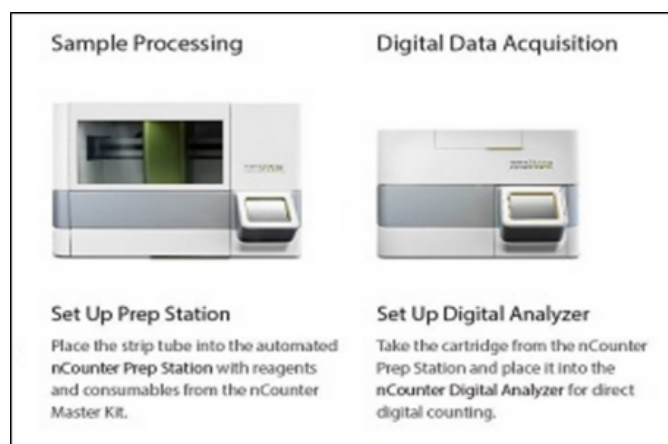 Sample Processing
Digital Data Acquisition
Set Up Prep Station
Place the strip tube into the automated
nCounter Prep Station with reagents
and consumables from the nCounter
Master Kit.
Set Up Digital Analyzer
Take the cartridge from the nCounter
Prep Station and place it into the
nCounter Digital Analyzer for direct
digital counting.